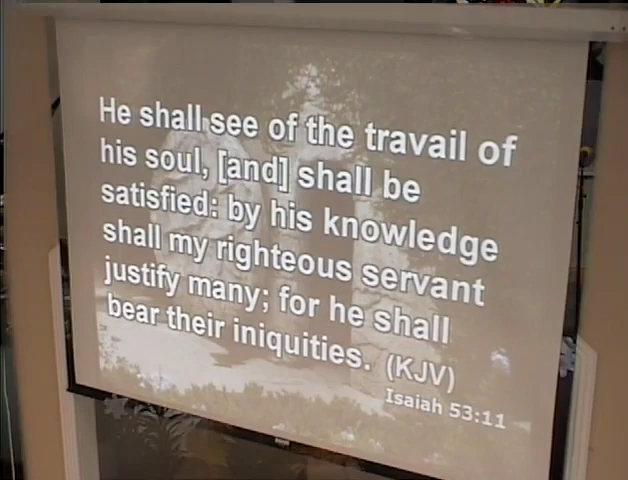 He shall see of the travail of
his soul, [and] shall be
satisfied: by his knowledge
shall my righteous servant
justify many; for he shall
bear their iniquities. (KJV)
Isaiah 53:11